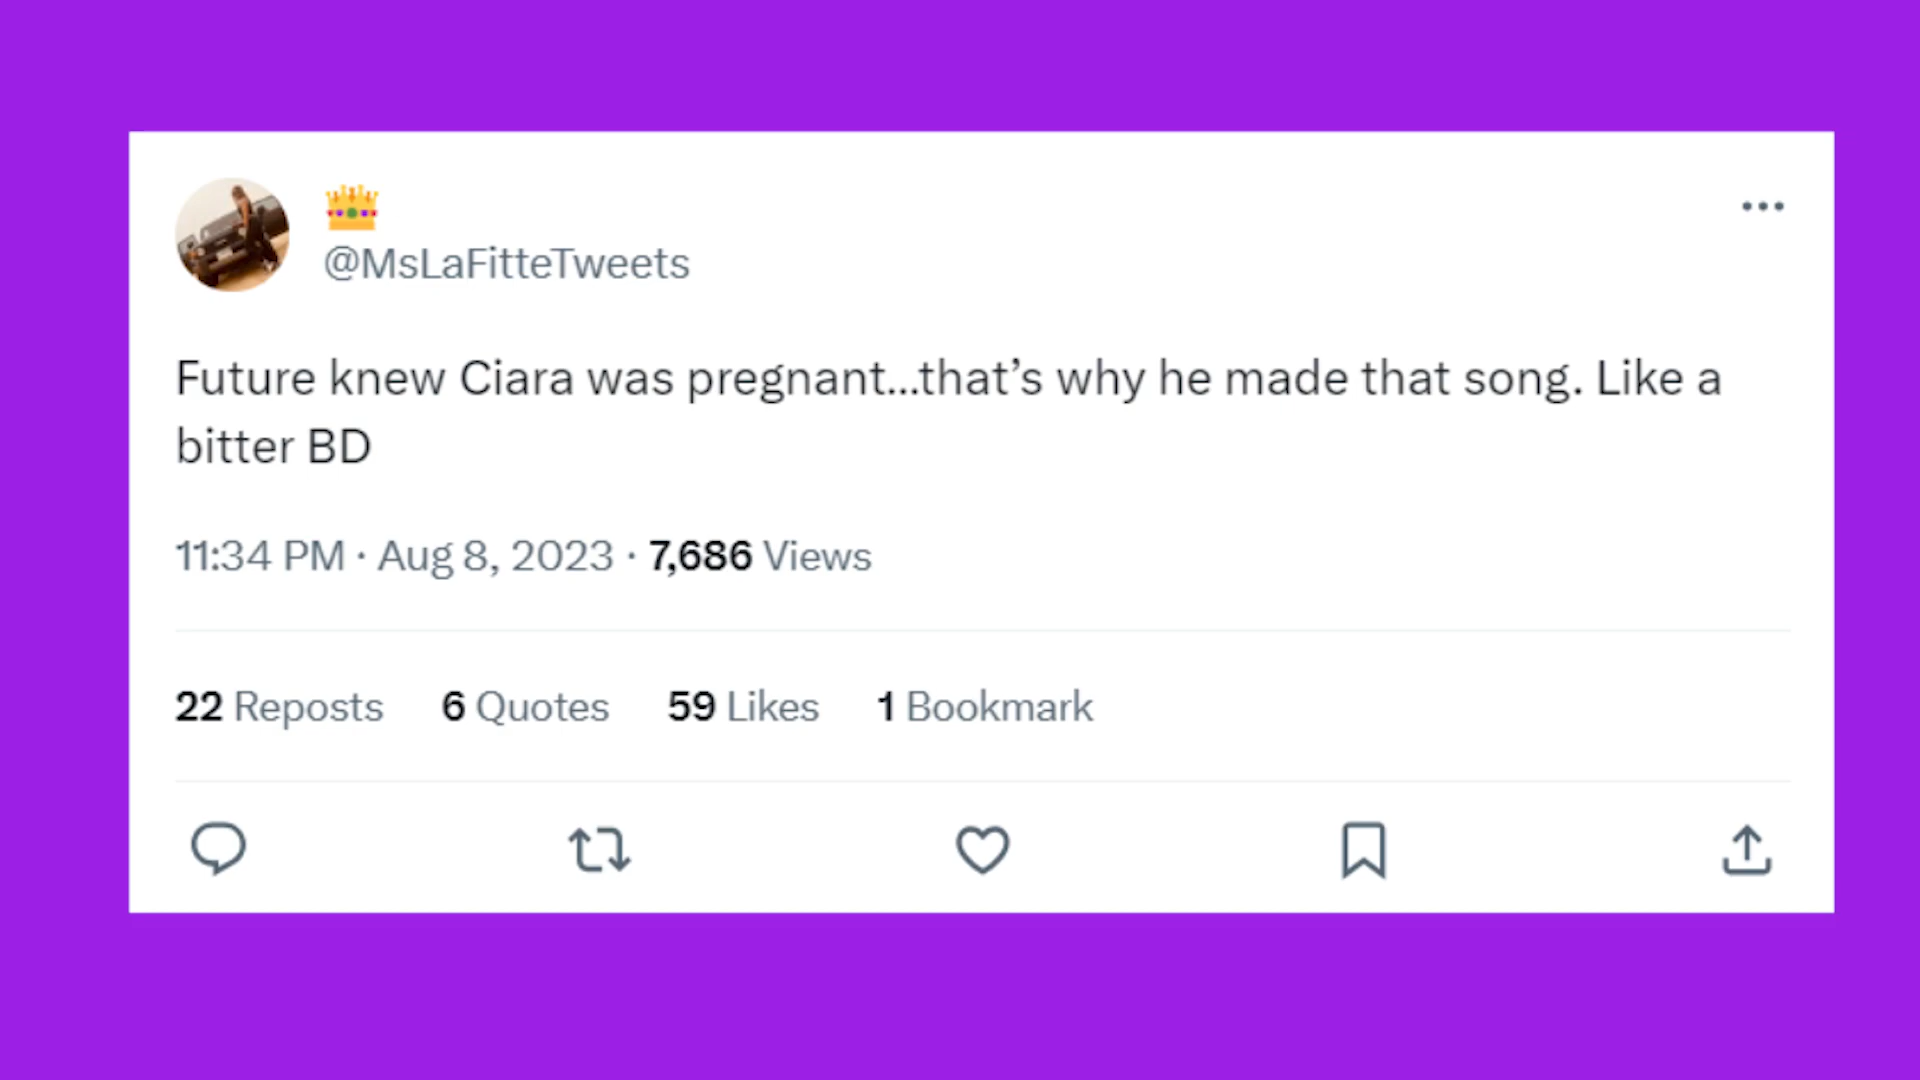 👑
@MsLaFitteTweets
Future knew Ciara was pregnant...that’s why he made that song. Like a
bitter BD
11:34 PM · Aug 8, 2023 · 7,686 Views
22 Reposts 6 Quotes 59 Likes 1 Bookmark